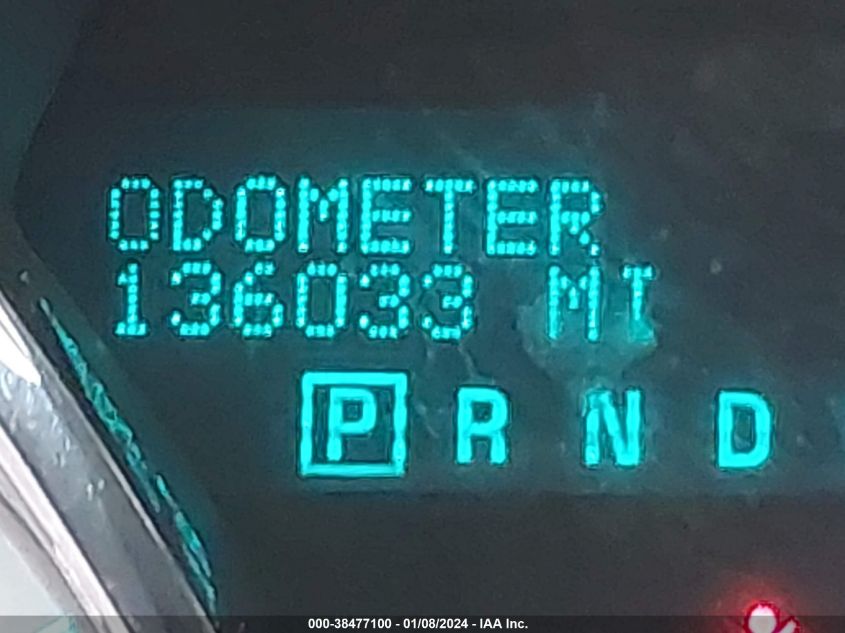 ODOMETER
136033 MI
P R N D
000-38477100 - 01/08/2024 - IAA Inc.